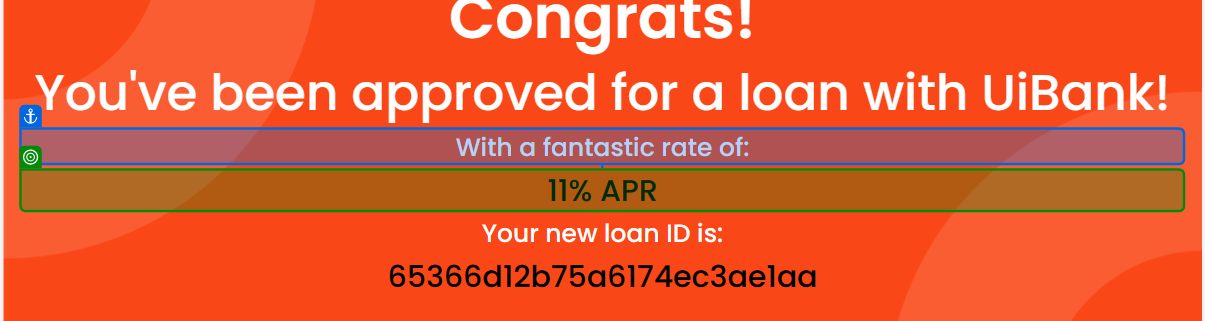 Congrats!
You've been approved for a loan with UiBank!
With a fantastic rate of:
11% APR
Your new loan ID is:
65366d12b75a6174ec3ae1aa